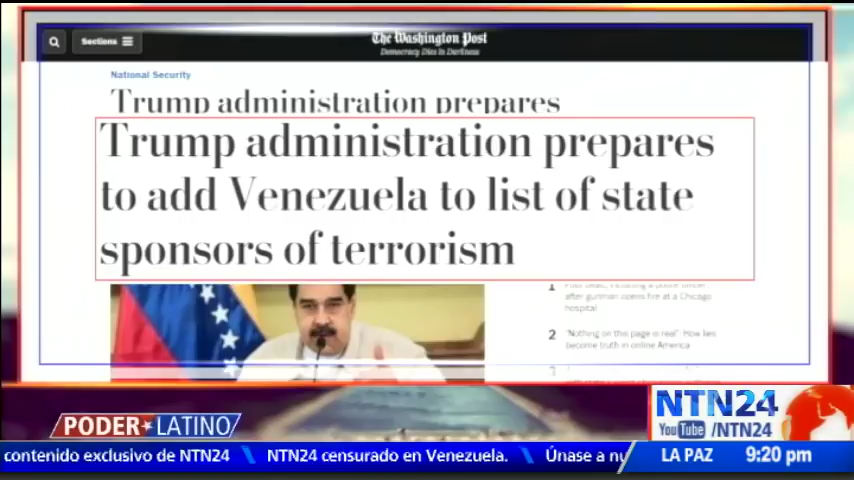 Sections
The Washington Post
Democracy Dies in Darkness
National Security
Trump administration prepares
Trump administration prepares
to add Venezuela to list of state
sponsors of terrorism
1
after gunman opens fire at a Chicago
hospital
2 "Nothing on this page is real": How lies
become truth in online America
PODER LATINO
NTN24
YouTube /NTN24
contenido exclusivo de NTN24 \ NTN24 censurado en Venezuela. \ Únase a nu
LA PAZ 9:20 pm